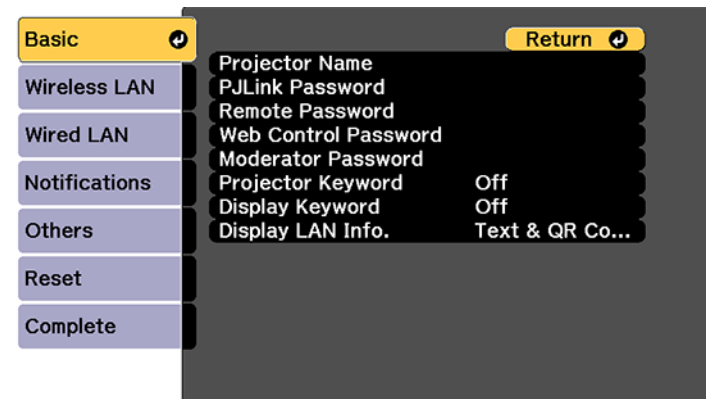 Basic
Wireless LAN
Wired LAN
Notifications
Others
Reset
Complete
Return
Projector Name
PJLink Password
Remote Password
Web Control Password
Moderator Password
Projector Keyword Off
Display Keyword Off
Display LAN Info. Text & QR Co...